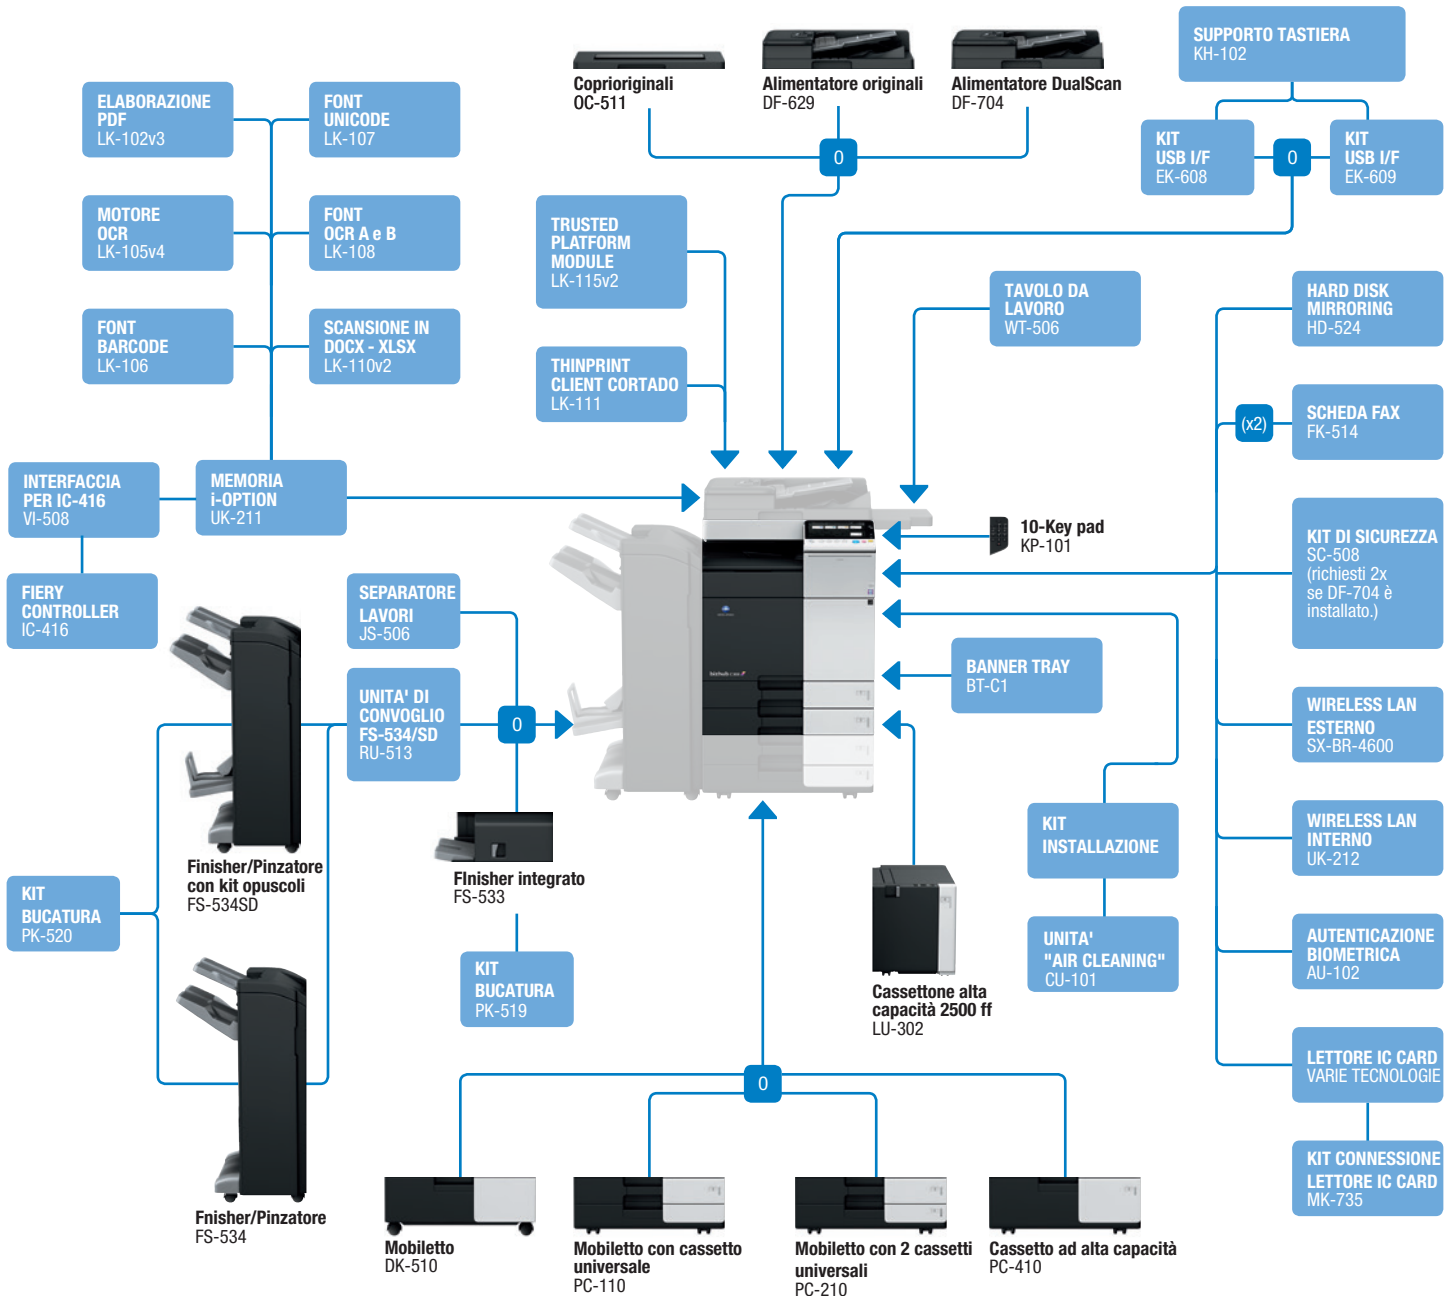 SUPPORTO TASTIERA
KH-102
Coprioriginali
OC-511
Alimentatore originali
DF-629
Alimentatore DualScan
DF-704
ELABORAZIONE
PDF
LK-102v3
FONT
UNICODE
LK-107
0
KIT
USB I/F
EK-608
0
KIT
USB I/F
EK-609
MOTORE
OCR
LK-105v4
FONT
OCR A e B
LK-108
TRUSTED
PLATFORM
MODULE
LK-115v2
TAVOLO DA
LAVORO
WT-506
HARD DISK
MIRRORING
HD-524
FONT
BARCODE
LK-106
SCANSIONE IN
DOCX - XLSX
LK-110v2
THINPRINT
CLIENT CORTADO
LK-111
(x2)
SCHEDA FAX
FK-514
INTERFACCIA
PER IC-416
VI-508
MEMORIA
i-OPTION
UK-211
10-Key pad
KP-101
KIT DI SICUREZZA
SC-508
(richiesti 2x
se DF-704 è
installato.)
FIERY
CONTROLLER
IC-416
SEPARATORE
LAVORI
JS-506
UNITA' DI
CONVOGLIO
FS-534/SD
RU-513
0
BANNER TRAY
BT-C1
WIRELESS LAN
ESTERNO
SX-BR-4600
KIT
INSTALLAZIONE
WIRELESS LAN
INTERNO
UK-212
Finisher/Pinzatore
con kit opuscoli
FS-534SD
FInisher integrato
FS-533
KIT
BUCATURA
PK-520
UNITA'
"AIR CLEANING"
CU-101
AUTENTICAZIONE
BIOMETRICA
AU-102
KIT
BUCATURA
PK-519
Cassettone alta
capacità 2500 ff
LU-302
LETTORE IC CARD
VARIE TECNOLOGIE
0
KIT CONNESSIONE
LETTORE IC CARD
MK-735
Fnisher/Pinzatore
FS-534
Mobiletto
DK-510
Mobiletto con cassetto
universale
PC-110
Mobiletto con 2 cassetti
universali
PC-210
Cassetto ad alta capacità
PC-410